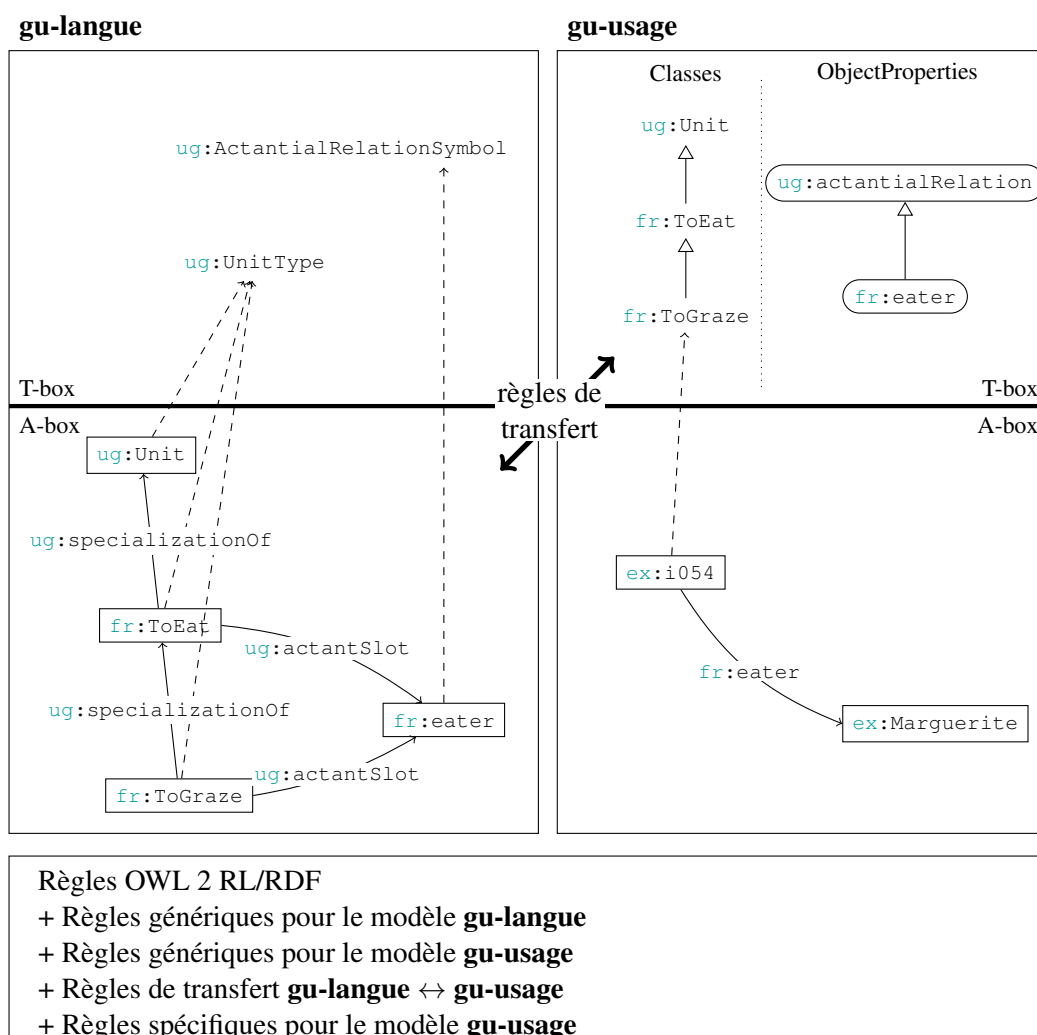 gu-langue
gu-usage
Classes
ObjectProperties
ug:Unit
ug:ActantialRelationSymbol
ug:actantialRelation
fr:ToEat
ug:UnitType
fr:eater
fr:ToGraze
T-box
règles de
T-box
A-box
transfert
A-box
ug:Unit
ug:specializationOf
ex:i054
fr:ToEat
ug:actantSlot
fr:eater
ug:specializationOf
fr:eater
ex:Marguerite
ug:actantSlot
fr:ToGraze
Règles OWL 2 RL/RDF
+ Règles génériques pour le modèle gu-langue
+ Règles génériques pour le modèle gu-usage
+ Règles de transfert gu-langue ↔ gu-usage
+ Règles spécifiques pour le modèle gu-usage